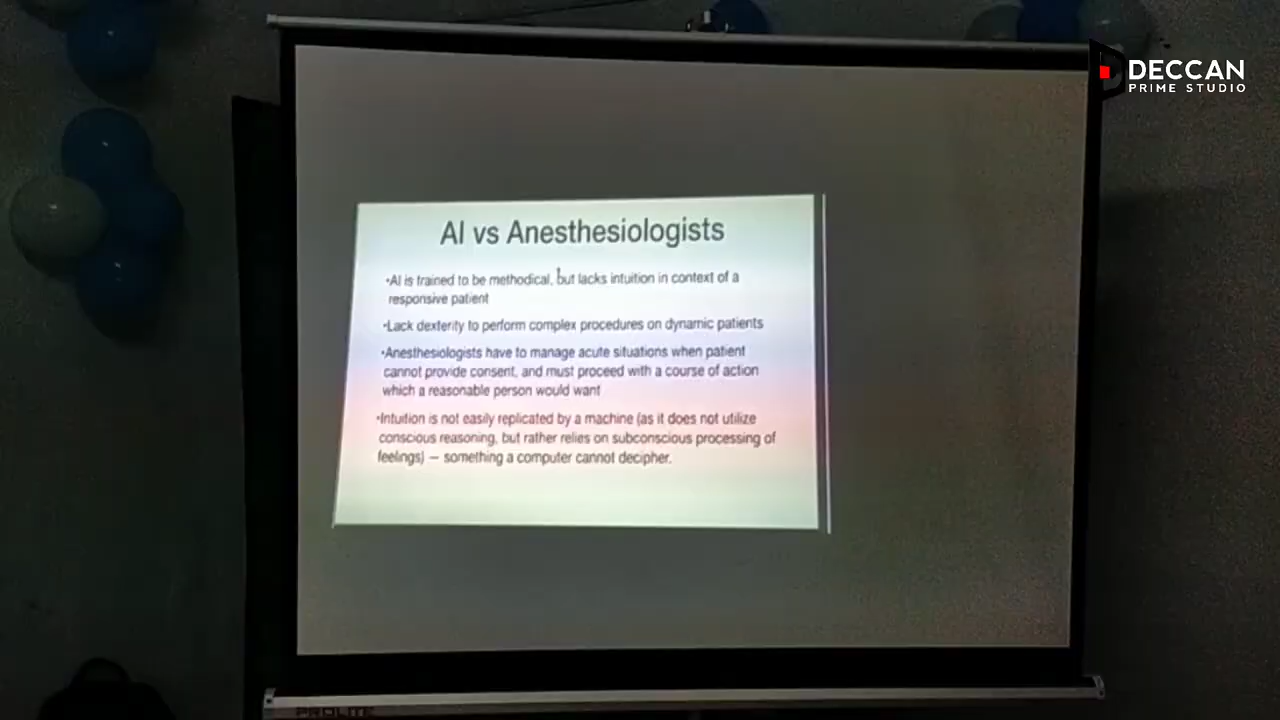 DECCAN
PRIME STUDIO
AI vs Anesthesiologists
•AI is trained to be methodical, but lacks intuition in context of a
responsive patient
•Lack dexterity to perform complex procedures on dynamic patients
•Anesthesiologists have to manage acute situations when patient
cannot provide consent, and must proceed with a course of action
which a reasonable person would want
•Intuition is not easily replicated by a machine (as it does not utilize
conscious reasoning, but rather relies on subconscious processing of
feelings) – something a computer cannot decipher.
PROLITE